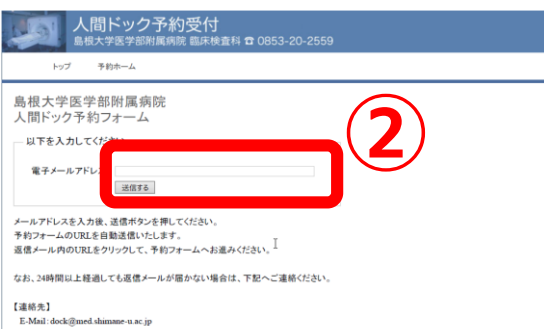 人間ドック予約受付
島根大学医学部附属病院 臨床検査科 ☎ 0853-20-2559
トップ 予約ホーム
島根大学医学部附属病院
人間ドック予約フォーム
以下を入力してください
電子メールアドレス
送信する
②
メールアドレスを入力後、送信ボタンを押してください。
予約フォームのURLを自動送信いたします。
返信メール内のURLをクリックして、予約フォームへお進みください。
なお、24時間以上経過しても返信メールが届かない場合は、下記へご連絡ください。
【連絡先】
E-Mail: dock@med.shimane-u.ac.jp